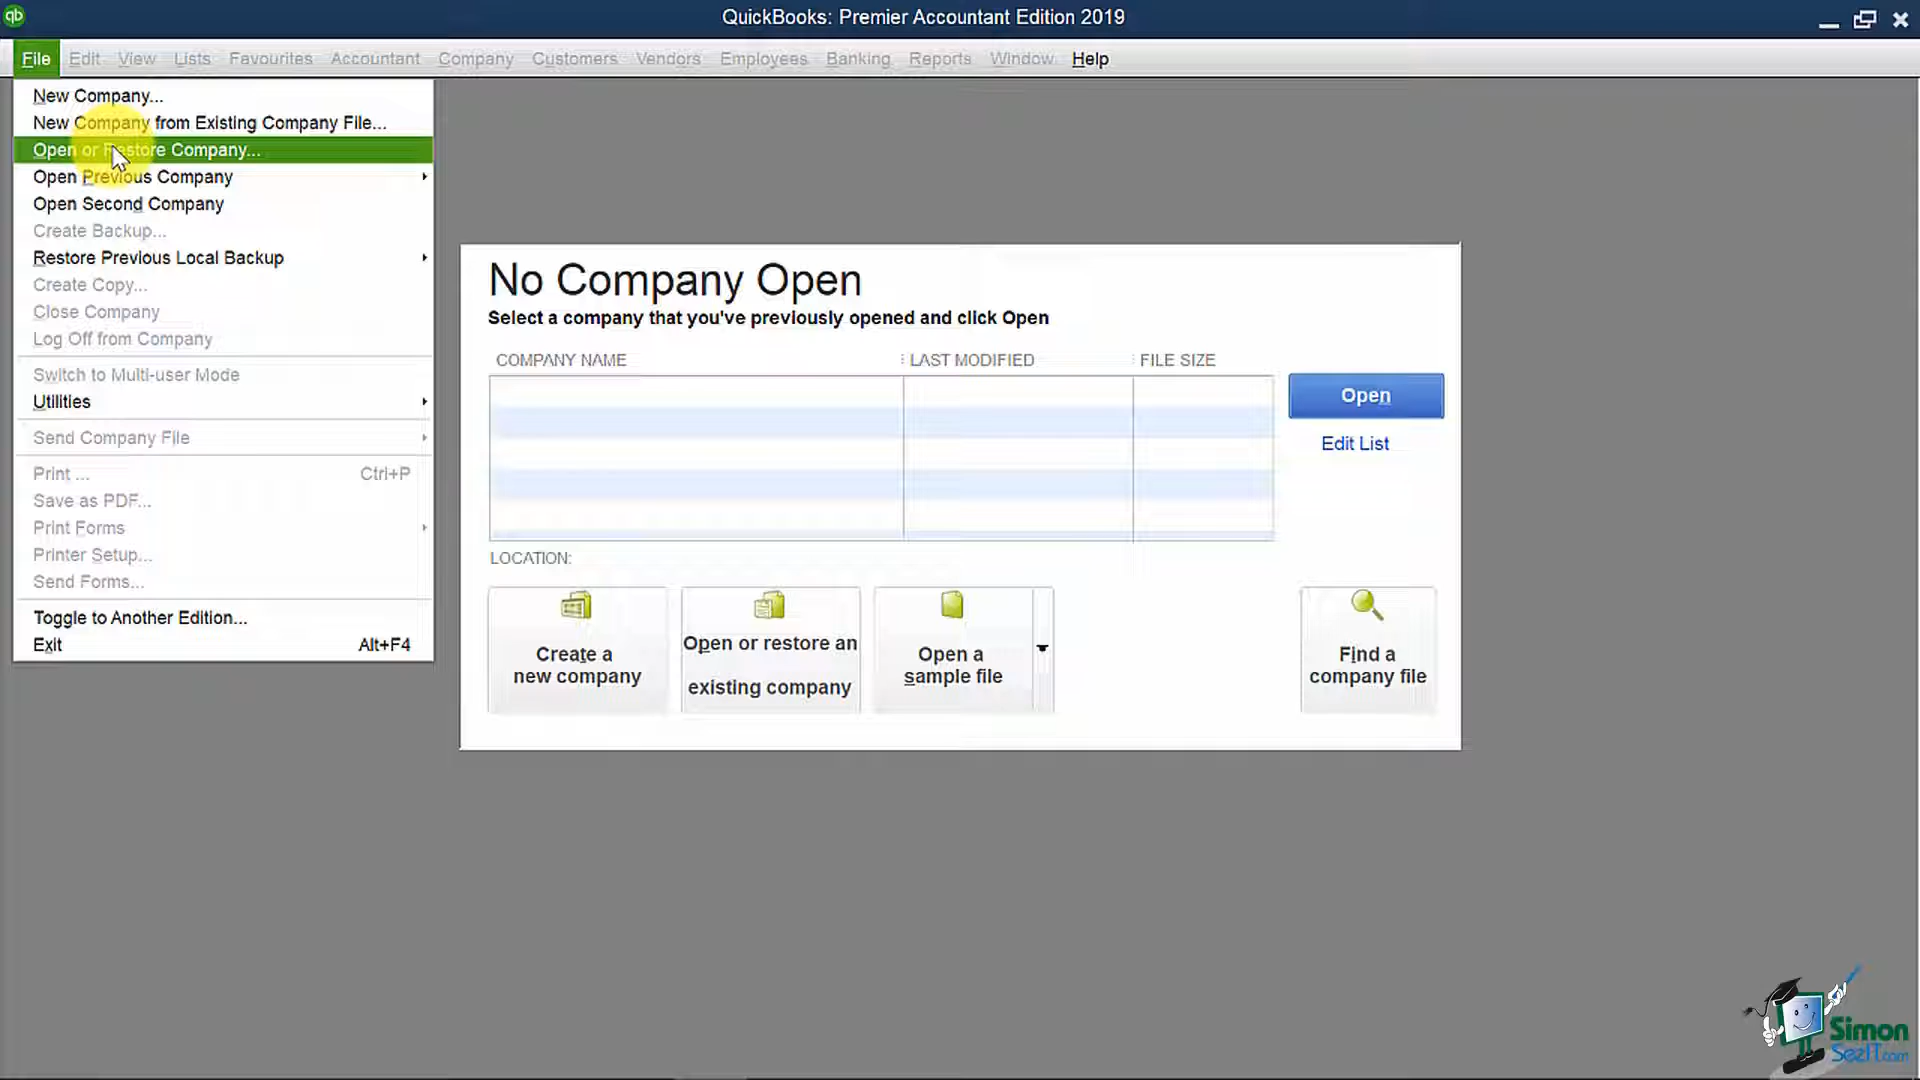 qb
QuickBooks: Premier Accountant Edition 2019
File Edit View Lists Favourites Accountant Company Customers Vendors Employees Banking Reports Window Help
New Company...
New Company from Existing Company File...
Open or Restore Company...
Open Previous Company
Open Second Company
Create Backup...
Restore Previous Local Backup
Create Copy...
Close Company
Log Off from Company
Switch to Multi-user Mode
Utilities
Send Company File
Print ... Ctrl+P
Save as PDF...
Print Forms
Printer Setup...
Send Forms...
Toggle to Another Edition...
Exit Alt+F4
No Company Open
Select a company that you've previously opened and click Open
COMPANY NAME LAST MODIFIED FILE SIZE
Open
Edit List
LOCATION:
Create a
new company
Open or restore an
existing company
Open a
sample file
Find a
company file
Simon
SezIT.com